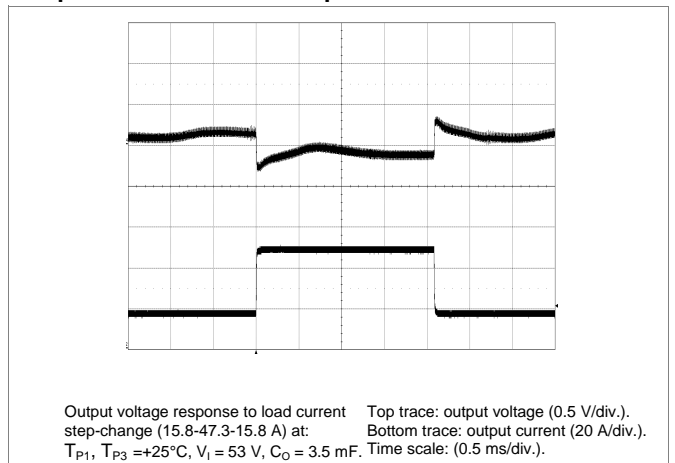 Output voltage response to load current
step-change (15.8-47.3-15.8 A) at:
TP1, TP3 =+25°C, VI = 53 V, CO = 3.5 mF.
Top trace: output voltage (0.5 V/div.).
Bottom trace: output current (20 A/div.).
Time scale: (0.5 ms/div.).